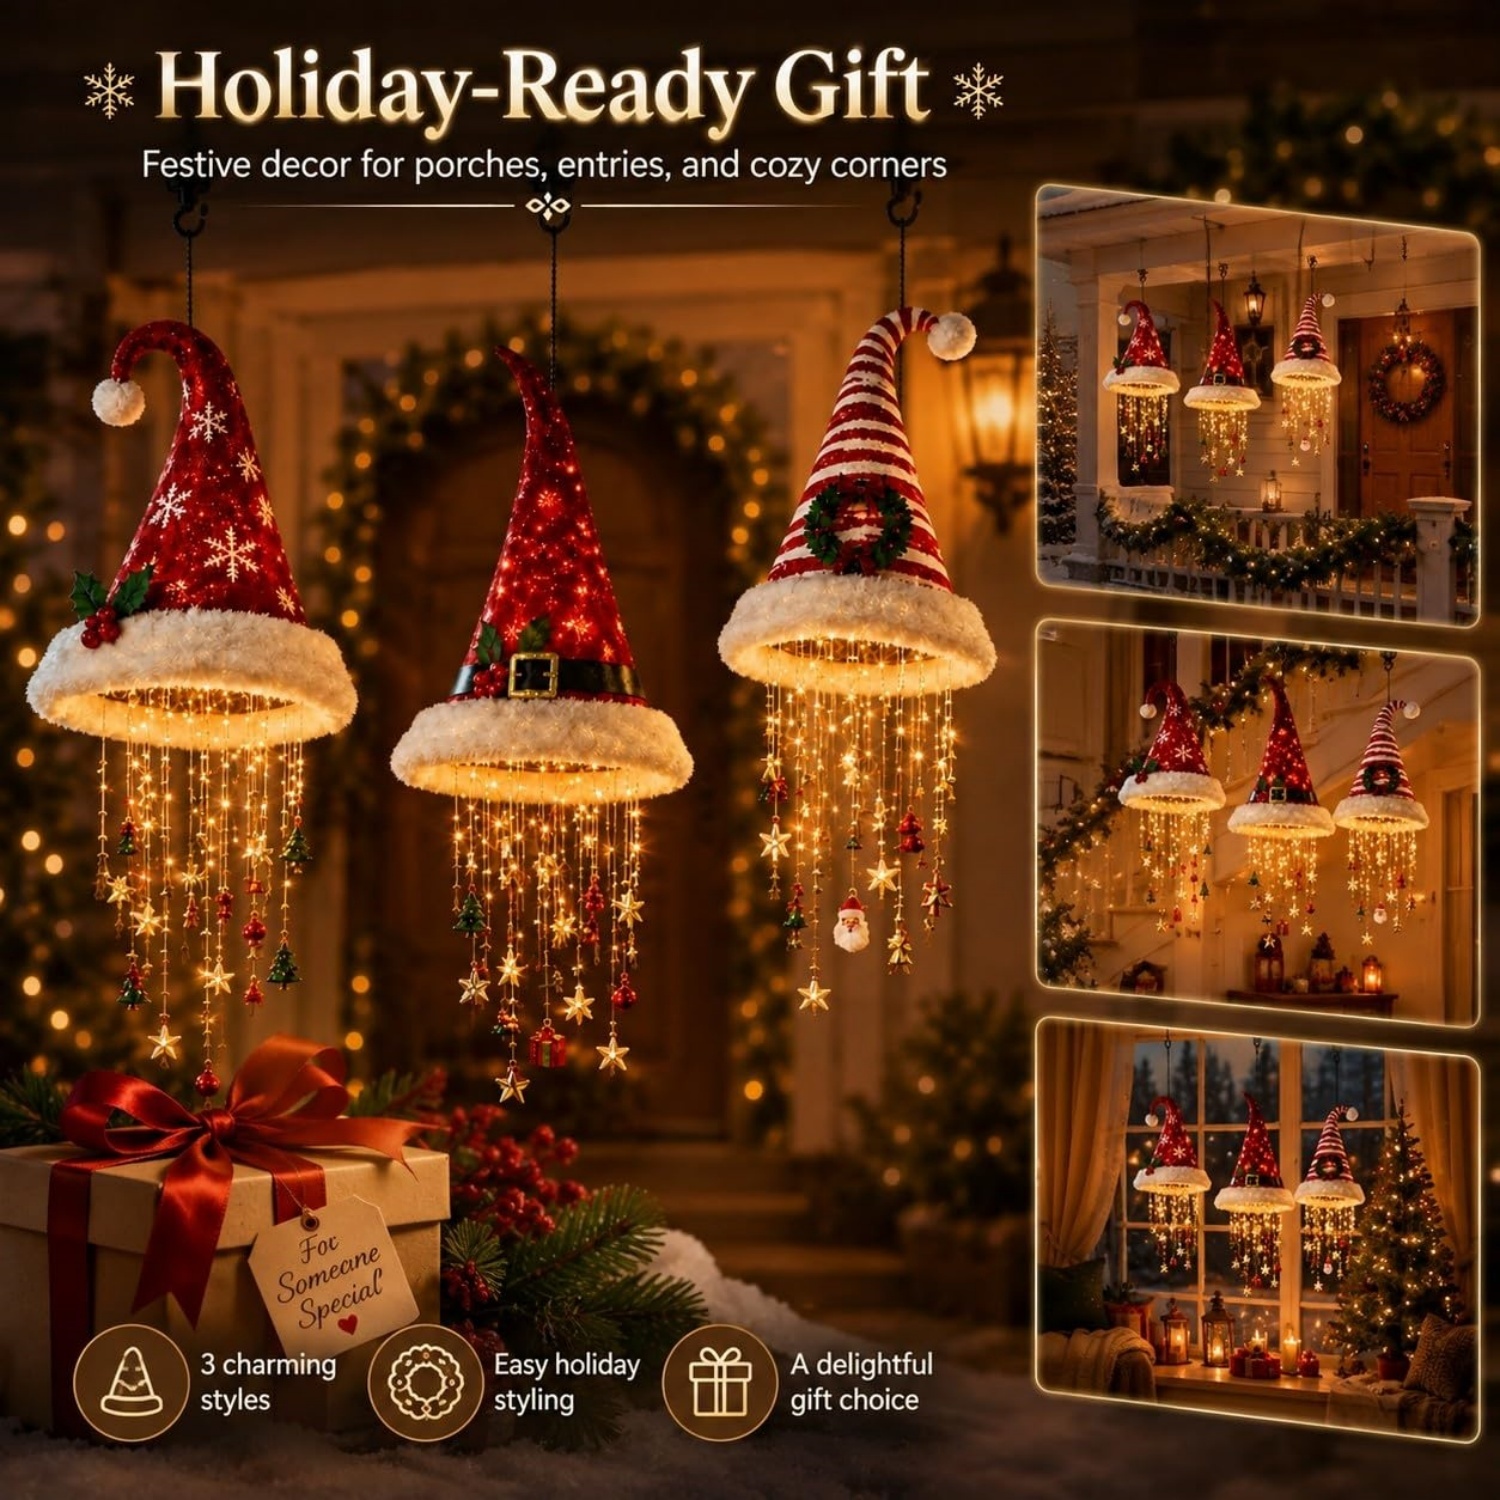 Holiday-Ready Gift
Festive decor for porches, entries, and cozy corners
For
Someone
Special
3 charming
styles
Easy holiday
styling
A delightful
gift choice